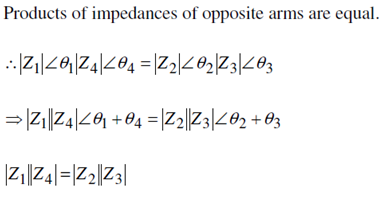 Products of impedances of opposite arms are equal.
∴|Z₁|∠θ₁|Z₄|∠θ₄ = |Z₂|∠θ₂|Z₃|∠θ₃
⇒|Z₁||Z₄|∠θ₁ + θ₄ = |Z₂||Z₃|∠θ₂ + θ₃
|Z₁||Z₄| = |Z₂||Z₃|